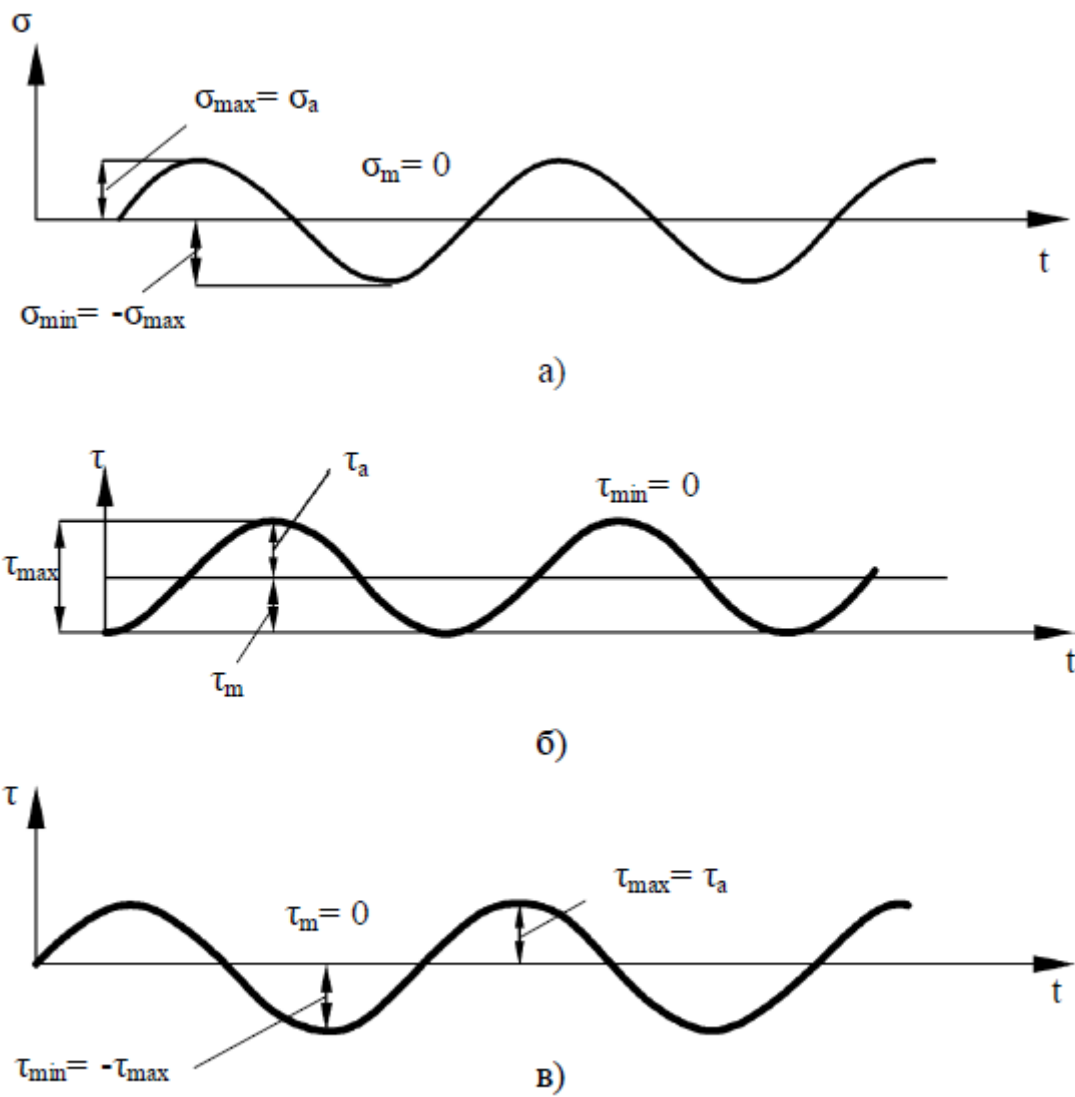 σ
σmax= σa
σm= 0
t
σmin= -σmax
а)
τ
τa
τmin= 0
τmax
τm
t
б)
τ
τmax= τa
τm= 0
t
τmin= -τmax
в)